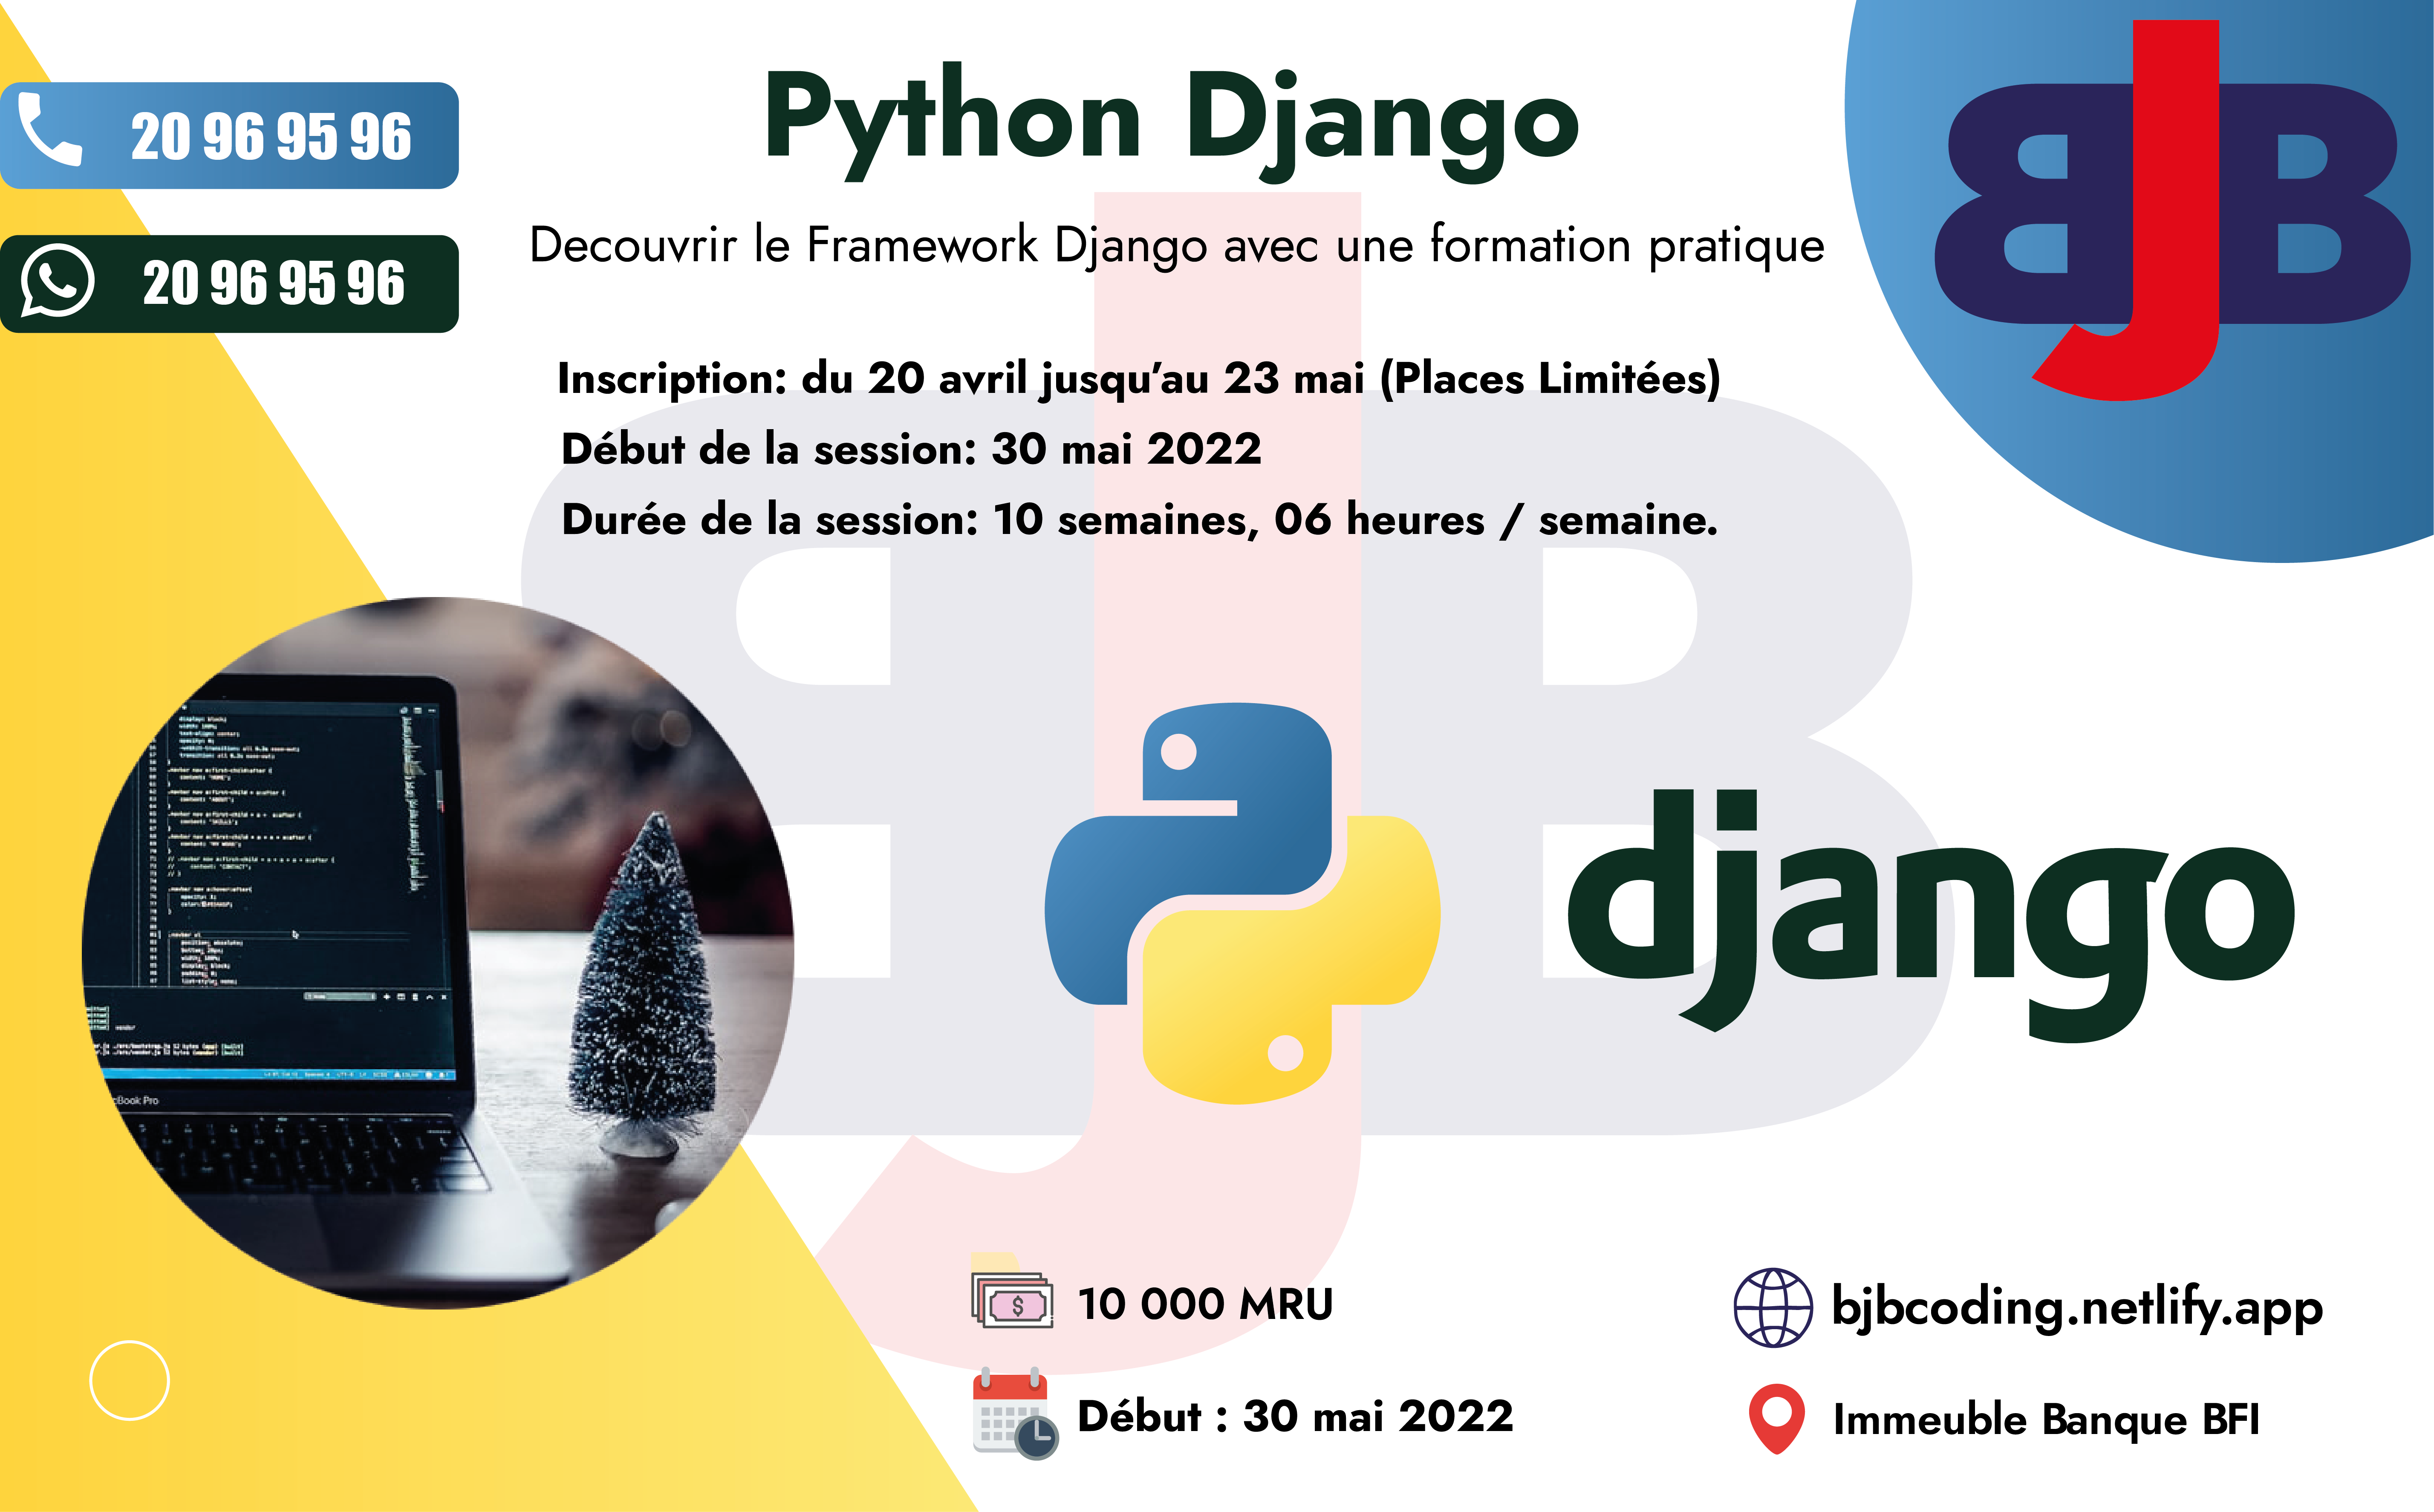 Python Django
20 96 95 96
20 96 95 96
BJB
Decouvrir le Framework Django avec une formation pratique
Inscription: du 20 avril jusqu’au 23 mai (Places Limitées)
Début de la session: 30 mai 2022
Durée de la session: 10 semaines, 06 heures / semaine.
django
cBook Pro
10 000 MRU
Début : 30 mai 2022
bjbcoding.netlify.app
Immeuble Banque BFI